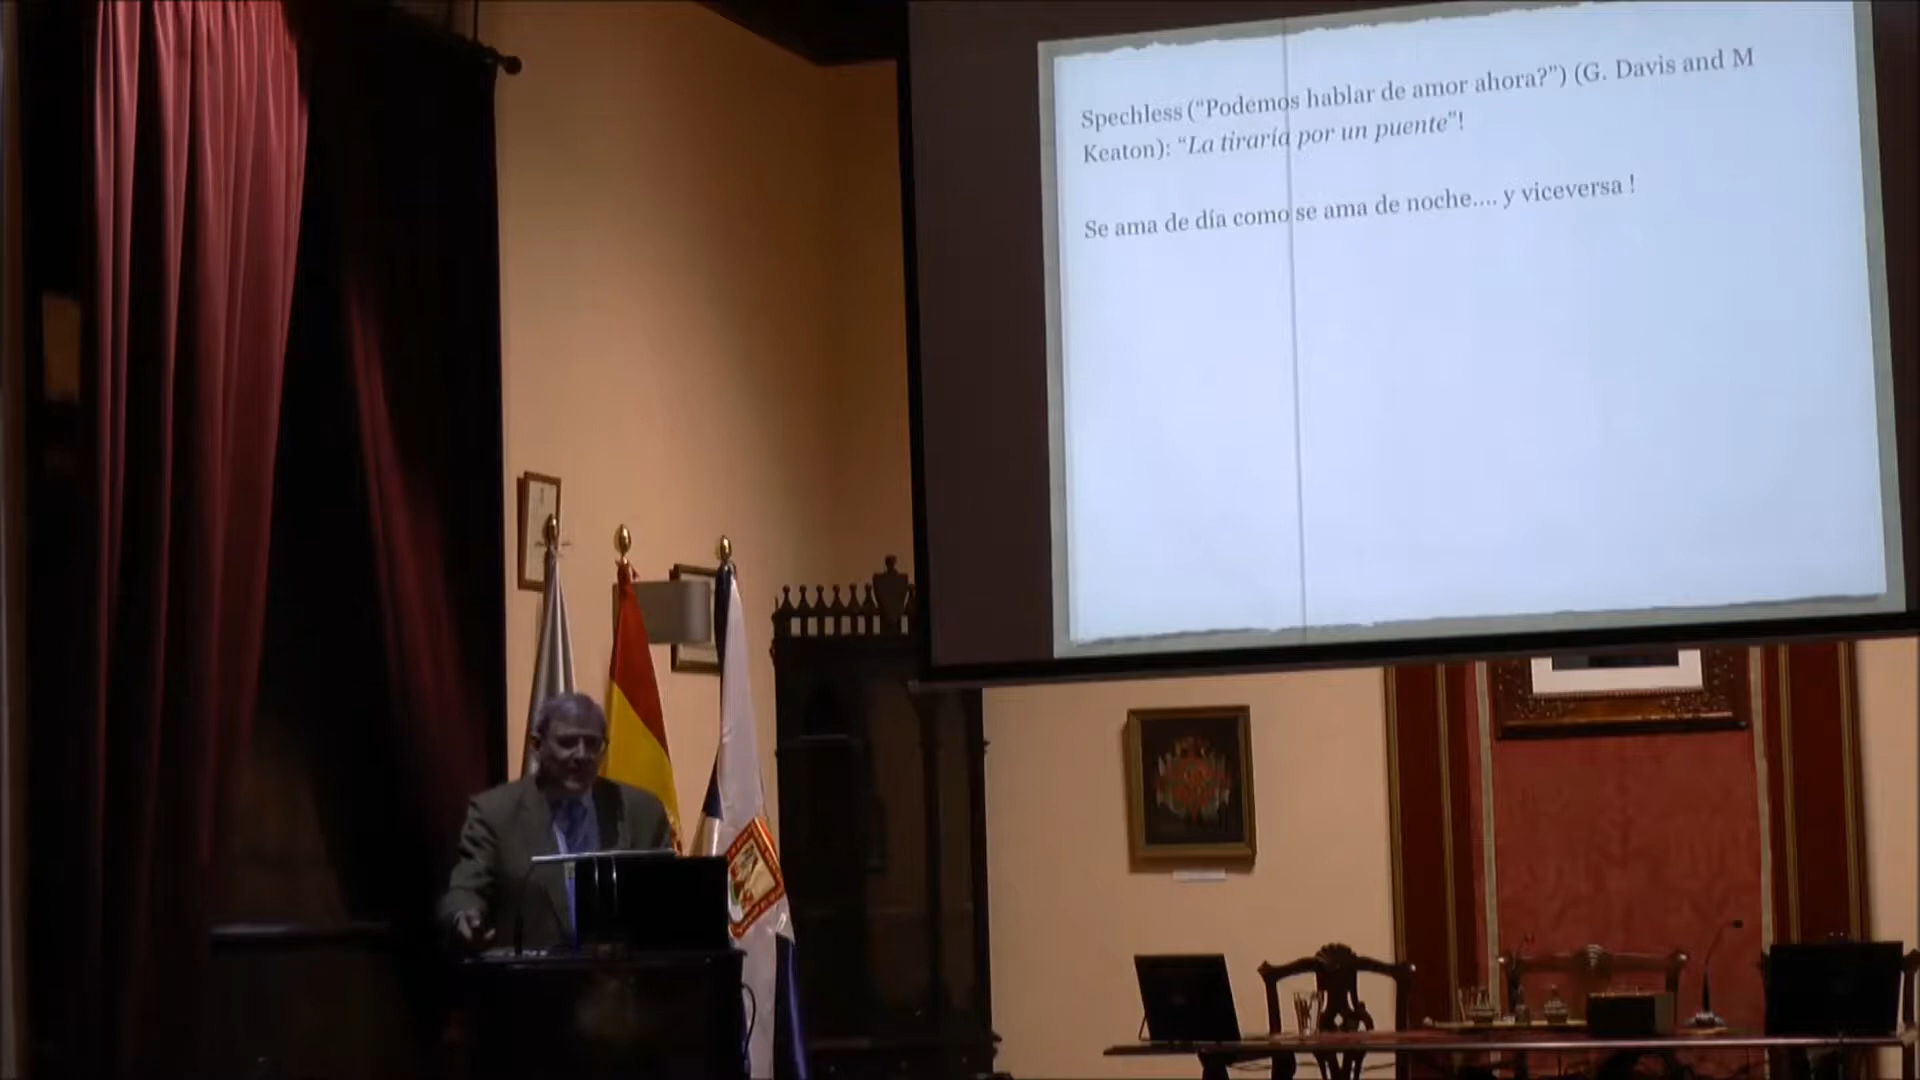 Spechless (“Podemos hablar de amor ahora?”) (G. Davis and M
Keaton): “La tiraría por un puente”!
Se ama de día como se ama de noche.... y viceversa !